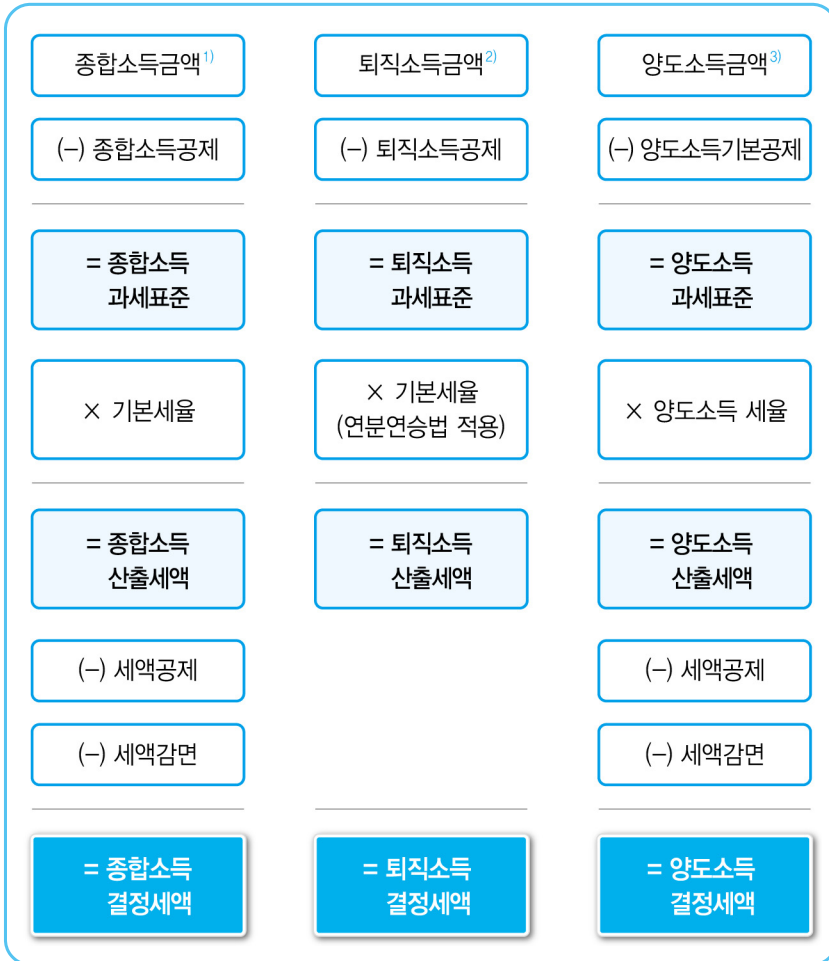 종합소득금액1)
퇴직소득금액2)
양도소득금액3)
(−) 종합소득공제
(−) 퇴직소득공제
(−) 양도소득기본공제
= 종합소득
과세표준
= 퇴직소득
과세표준
= 양도소득
과세표준
× 기본세율
× 기본세율
(연분연승법 적용)
× 양도소득 세율
= 종합소득
산출세액
= 퇴직소득
산출세액
= 양도소득
산출세액
(−) 세액공제
(−) 세액공제
(−) 세액감면
(−) 세액감면
= 종합소득
결정세액
= 퇴직소득
결정세액
= 양도소득
결정세액